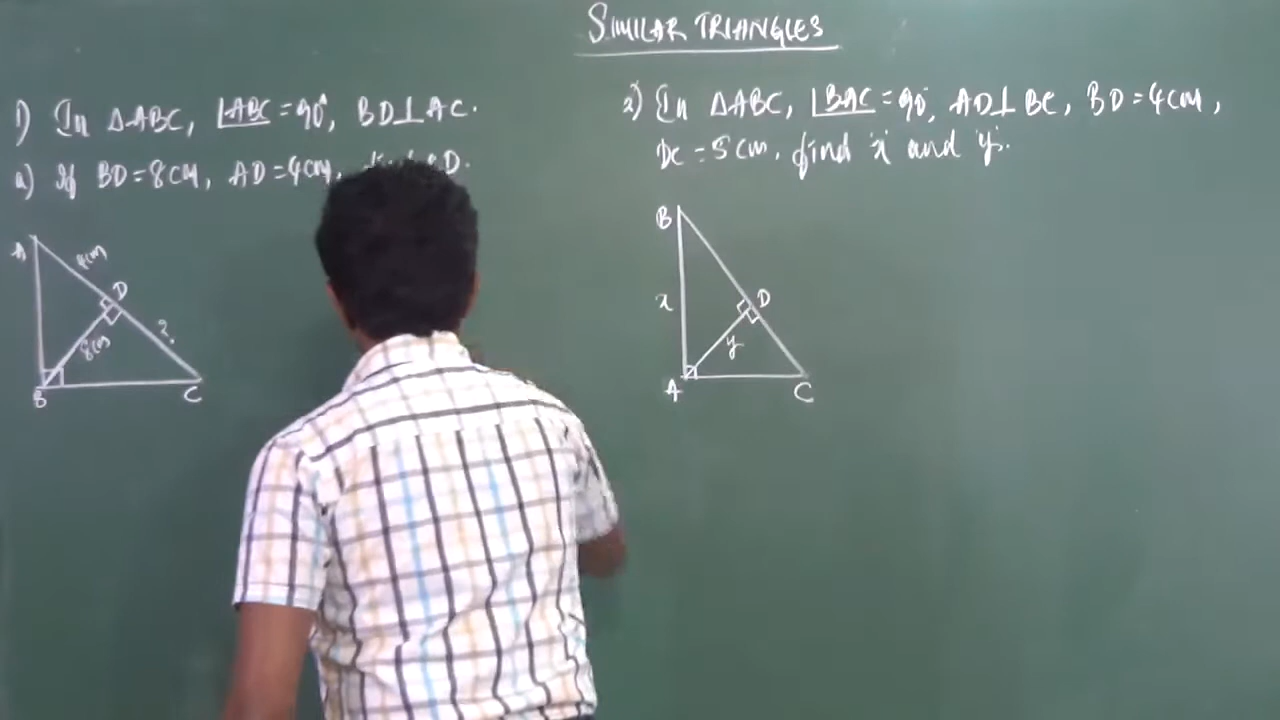 SIMILAR TRIANGLES
1) In ΔABC, ∠ABC = 90°, BD⊥AC.
a) If BD = 8 CM, AD = 4 CM, D.
A
4cm
D
8cm
?
B
C
2) In ΔABC, ∠BAC = 90°, AD⊥BC, BD = 4 CM,
DC = 5 CM, find 'x' and 'y'.
B
x
D
y
A
C